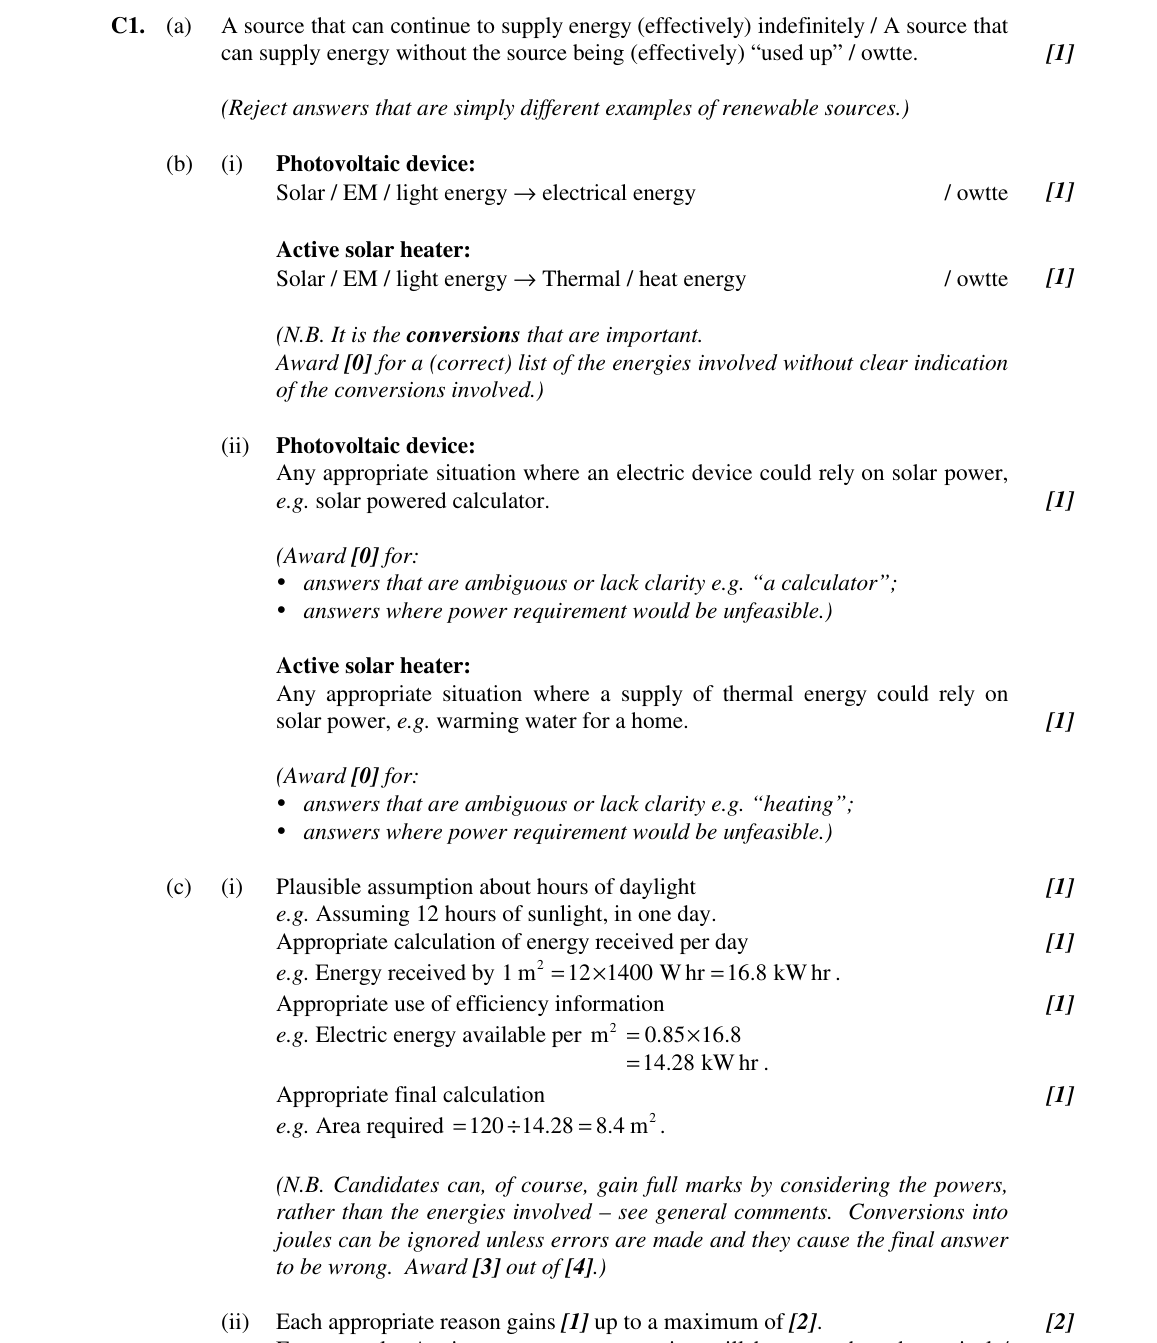 C1. (a) A source that can continue to supply energy (effectively) indefinitely / A source that
can supply energy without the source being (effectively) “used up” / owtte. [1]
(Reject answers that are simply different examples of renewable sources.)
(b) (i) Photovoltaic device:
Solar / EM / light energy → electrical energy / owtte [1]
Active solar heater:
Solar / EM / light energy → Thermal / heat energy / owtte [1]
(N.B. It is the conversions that are important.
Award [0] for a (correct) list of the energies involved without clear indication
of the conversions involved.)
(ii) Photovoltaic device:
Any appropriate situation where an electric device could rely on solar power,
e.g. solar powered calculator. [1]
(Award [0] for:
• answers that are ambiguous or lack clarity e.g. “a calculator”;
• answers where power requirement would be unfeasible.)
Active solar heater:
Any appropriate situation where a supply of thermal energy could rely on
solar power, e.g. warming water for a home. [1]
(Award [0] for:
• answers that are ambiguous or lack clarity e.g. “heating”;
• answers where power requirement would be unfeasible.)
(c) (i) Plausible assumption about hours of daylight [1]
e.g. Assuming 12 hours of sunlight, in one day.
Appropriate calculation of energy received per day [1]
e.g. Energy received by 1 m² = 12×1400 W hr = 16.8 kW hr .
Appropriate use of efficiency information [1]
e.g. Electric energy available per m² = 0.85×16.8
= 14.28 kW hr .
Appropriate final calculation [1]
e.g. Area required = 120 ÷ 14.28 = 8.4 m² .
(N.B. Candidates can, of course, gain full marks by considering the powers,
rather than the energies involved – see general comments. Conversions into
joules can be ignored unless errors are made and they cause the final answer
to be wrong. Award [3] out of [4].)
(ii) Each appropriate reason gains [1] up to a maximum of [2]. [2]